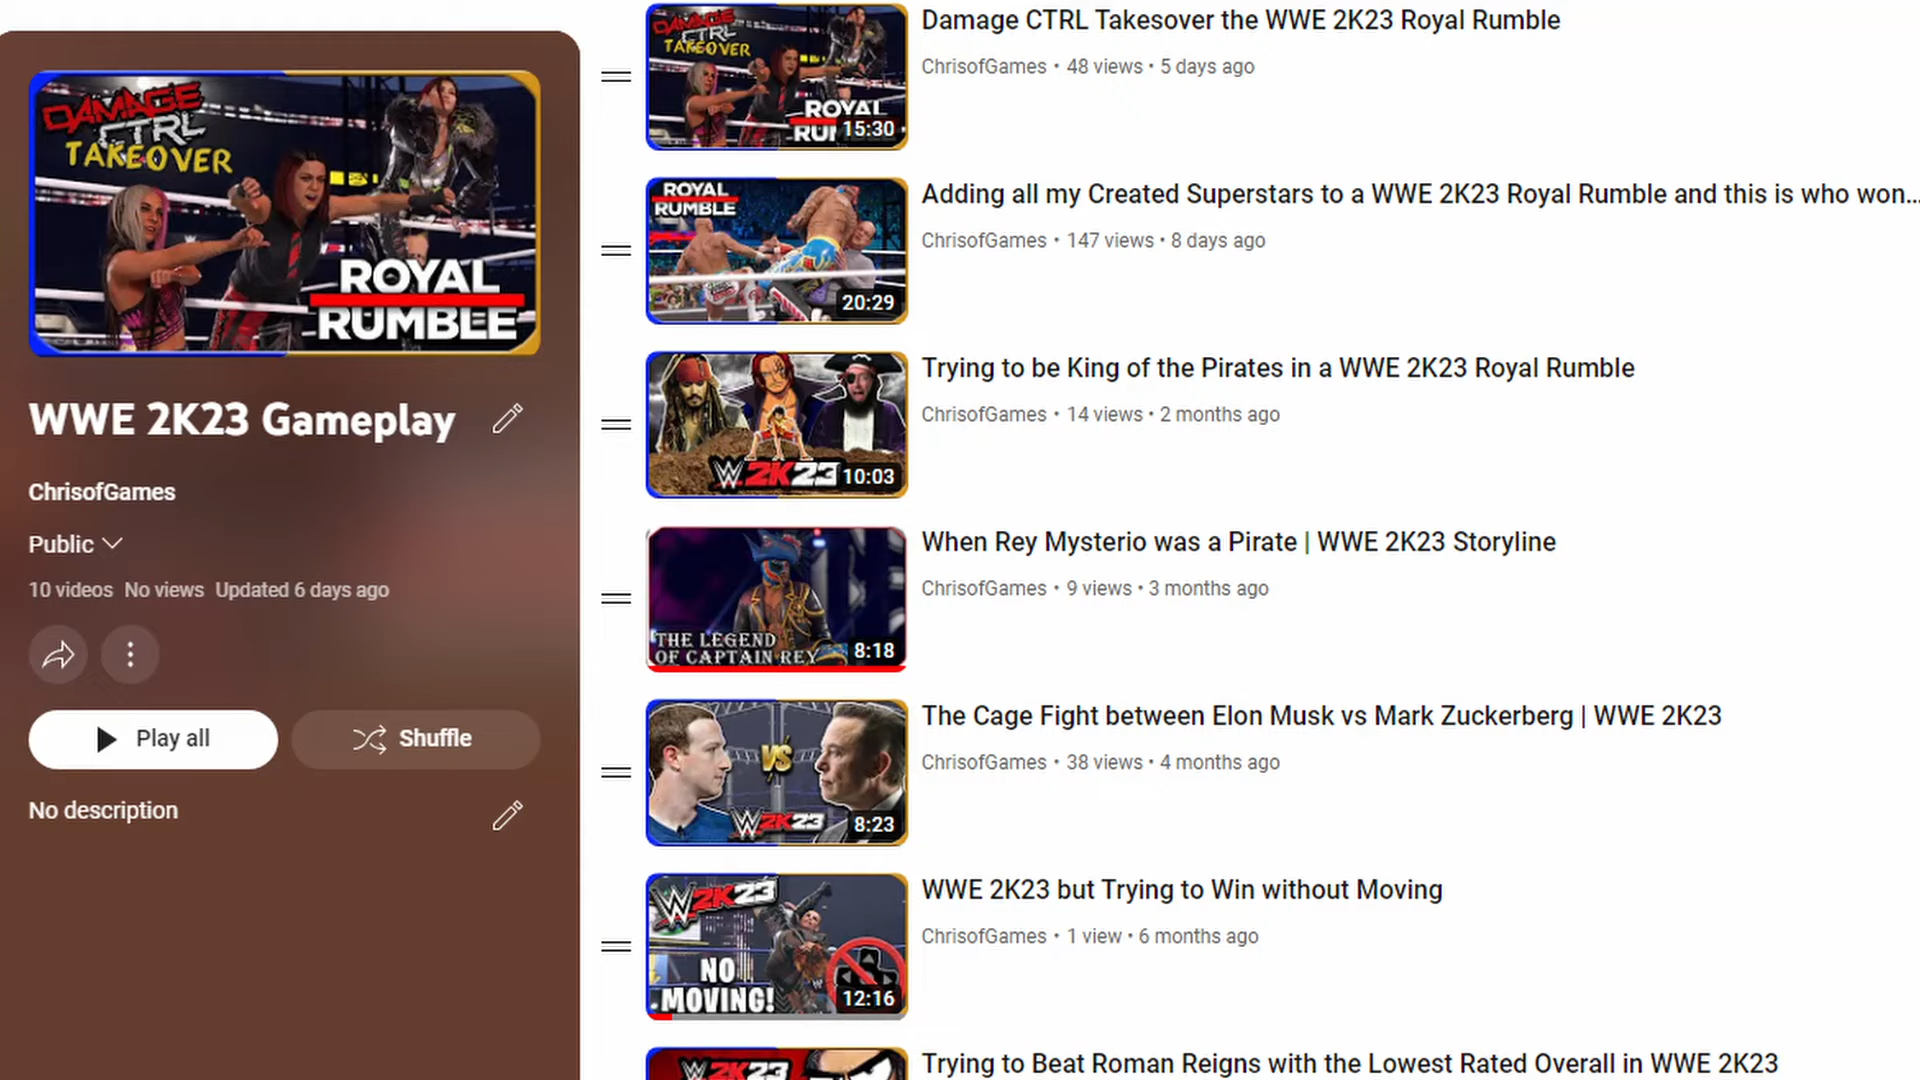 DAMAGE
CTRL
TAKEOVER
ROYAL
RUMBLE
WWE 2K23 Gameplay
ChrisofGames
Public
10 videos No views Updated 6 days ago
Play all
Shuffle
No description
DAMAGE
CTRL
TAKEOVER
ROYAL
RUM
15:30
Damage CTRL Takesover the WWE 2K23 Royal Rumble
ChrisofGames • 48 views • 5 days ago
ROYAL
RUMBLE
20:29
Adding all my Created Superstars to a WWE 2K23 Royal Rumble and this is who won...
ChrisofGames • 147 views • 8 days ago
W 2K23
10:03
Trying to be King of the Pirates in a WWE 2K23 Royal Rumble
ChrisofGames • 14 views • 2 months ago
THE LEGEND
OF CAPTAIN REY
8:18
When Rey Mysterio was a Pirate | WWE 2K23 Storyline
ChrisofGames • 9 views • 3 months ago
VS
W 2K23
8:23
The Cage Fight between Elon Musk vs Mark Zuckerberg | WWE 2K23
ChrisofGames • 38 views • 4 months ago
W 2K23
NO
MOVING!
12:16
WWE 2K23 but Trying to Win without Moving
ChrisofGames • 1 view • 6 months ago
W 2K23
Trying to Beat Roman Reigns with the Lowest Rated Overall in WWE 2K23